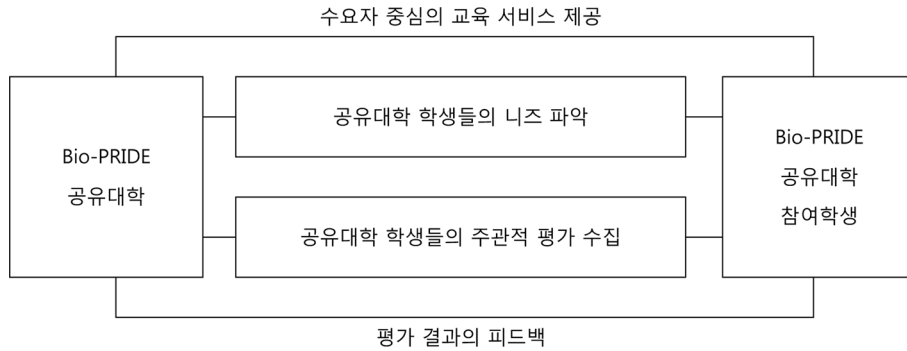 수요자 중심의 교육 서비스 제공
Bio-PRIDE
공유대학
공유대학 학생들의 니즈 파악
공유대학 학생들의 주관적 평가 수집
Bio-PRIDE
공유대학
참여학생
평가 결과의 피드백